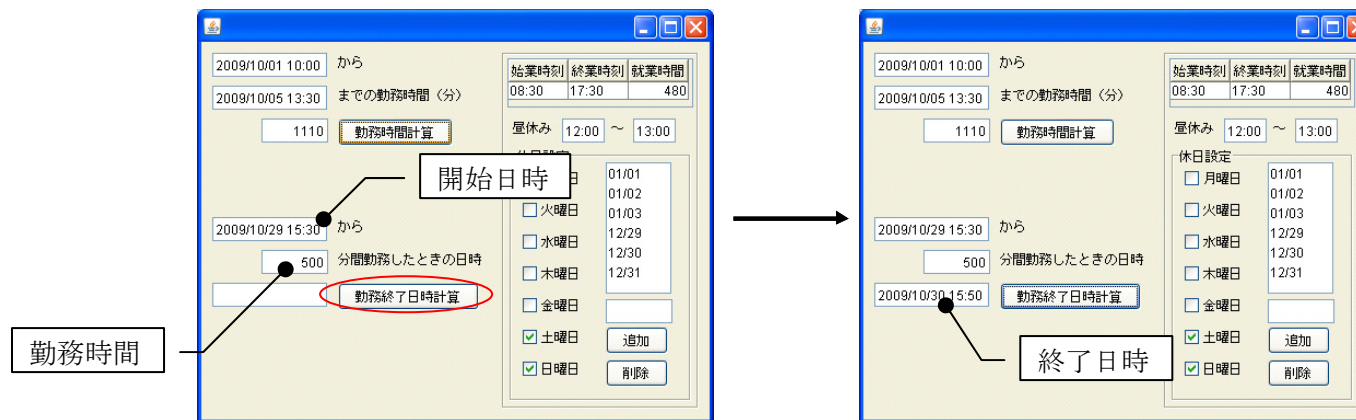 2009/10/01 10:00 から
2009/10/05 13:30 までの勤務時間（分）
1110 勤務時間計算
2009/10/29 15:30 から
500 分間勤務したときの日時
勤務終了日時計算
始業時刻 終業時刻 就業時間
08:30 17:30 480
昼休み 12:00 ～ 13:00
火曜日
水曜日
木曜日
金曜日
土曜日
日曜日
01/01
01/02
01/03
12/29
12/30
12/31
追加
削除
開始日時
勤務時間
2009/10/01 10:00 から
2009/10/05 13:30 までの勤務時間（分）
1110 勤務時間計算
2009/10/29 15:30 から
500 分間勤務したときの日時
2009/10/30 15:50 勤務終了日時計算
始業時刻 終業時刻 就業時間
08:30 17:30 480
昼休み 12:00 ～ 13:00
休日設定
月曜日
火曜日
水曜日
木曜日
金曜日
土曜日
日曜日
01/01
01/02
01/03
12/29
12/30
12/31
追加
削除
終了日時